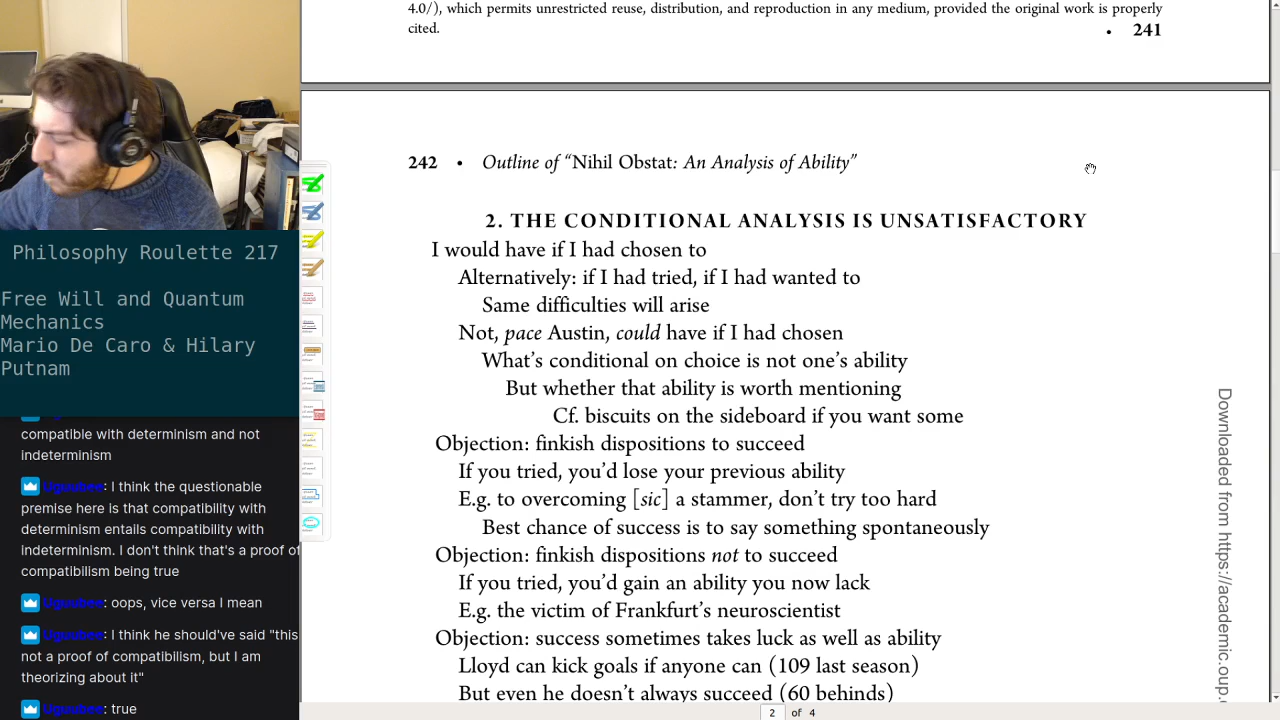 4.0/), which permits unrestricted reuse, distribution, and reproduction in any medium, provided the original work is properly
cited.
• 241
242 • Outline of “Nihil Obstat: An Analysis of Ability”
2. THE CONDITIONAL ANALYSIS IS UNSATISFACTORY
I would have if I had chosen to
Alternatively: if I had tried, if I had wanted to
Same difficulties will arise
Not, pace Austin, could have if I had chosen
What’s conditional on choice is not one’s ability
But whether that ability is worth mentioning
Cf. biscuits on the sideboard if you want some
Objection: finkish dispositions to succeed
If you tried, you’d lose your previous ability
E.g. to overcoming [sic] a stammer, don’t try too hard
Best chance of success is to say something spontaneously
Objection: finkish dispositions not to succeed
If you tried, you’d gain an ability you now lack
E.g. the victim of Frankfurt’s neuroscientist
Objection: success sometimes takes luck as well as ability
Lloyd can kick goals if anyone can (109 last season)
But even he doesn’t always succeed (60 behinds)
Downloaded from https://academic.oup.c
2 of 4
Philosophy Roulette 217
Free Will and Quantum
Mechanics
Mario De Caro & Hilary
Putnam
compatible with determinism and not
indeterminism
Uguubee: I think the questionable
premise here is that compatibility with
determinism entails compatibility with
indeterminism. I don't think that's a proof of
compatibilism being true
Uguubee: oops, vice versa I mean
Uguubee: I think he should've said "this
not a proof of compatibilism, but I am
theorizing about it"
Uguubee: true